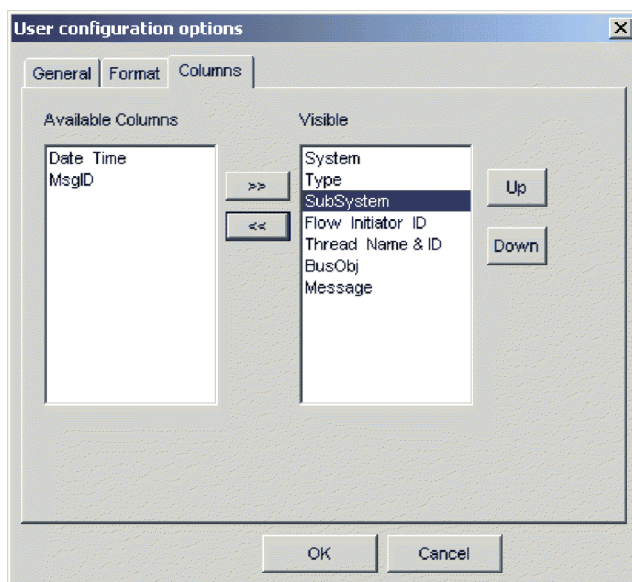 User configuration options
General Format Columns
Available Columns
Visible
Date Time
MsgID
>>
<<
System
Type
SubSystem
Flow Initiator ID
Thread Name & ID
BusObj
Message
Up
Down
OK Cancel